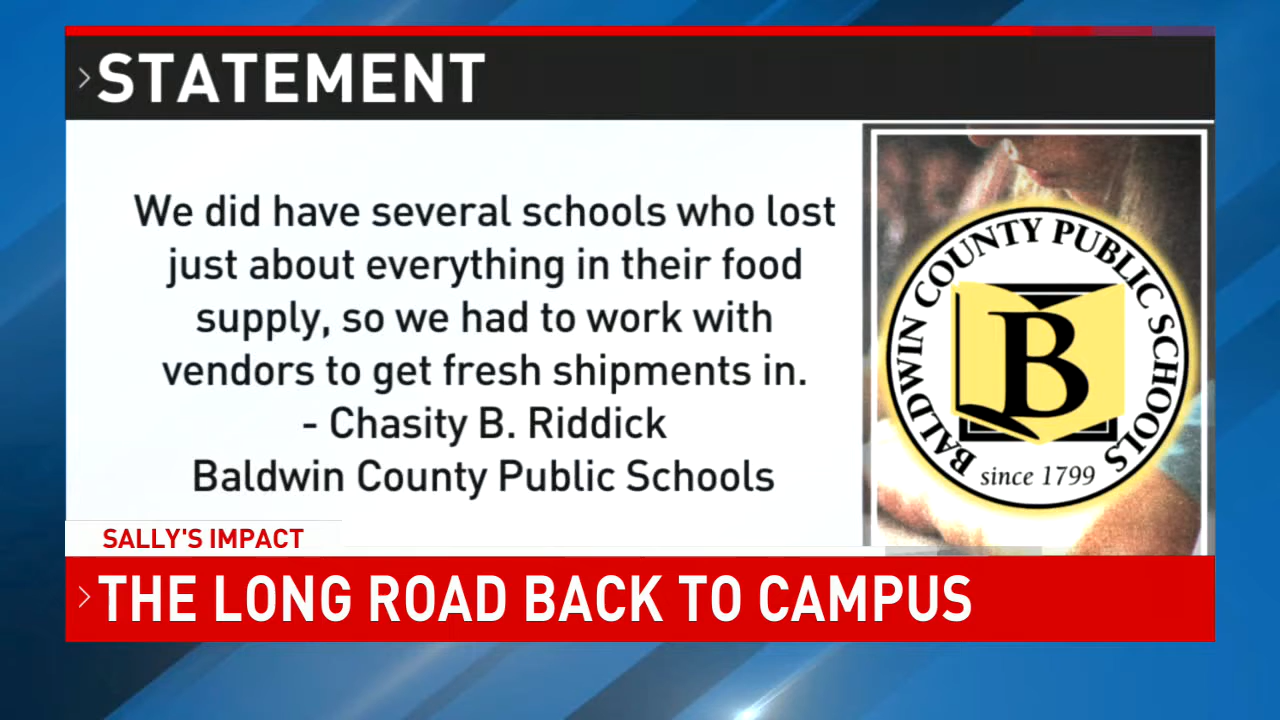 STATEMENT
We did have several schools who lost
just about everything in their food
supply, so we had to work with
vendors to get fresh shipments in.
- Chasity B. Riddick
Baldwin County Public Schools
BALDWIN COUNTY PUBLIC SCHOOLS
B
since 1799
SALLY'S IMPACT
THE LONG ROAD BACK TO CAMPUS